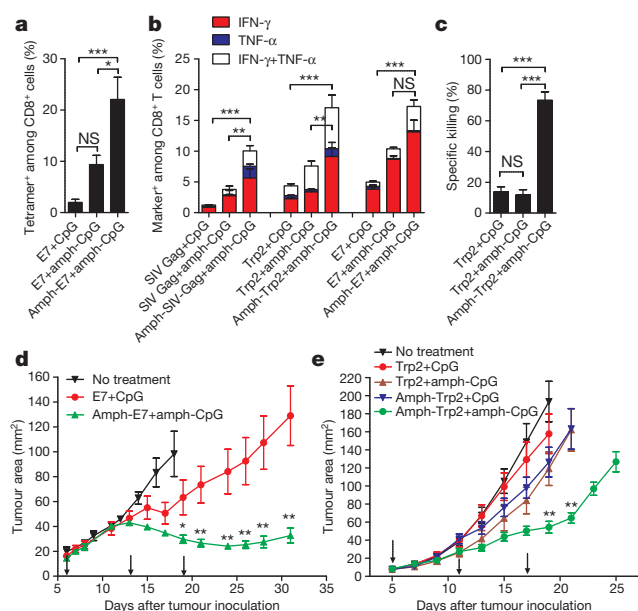 a
Tetramer⁺ among CD8⁺ cells (%)
40
30
20
10
0
***
*
NS
E7+CpG
E7+amph-CpG
Amph-E7+amph-CpG
b
IFN-γ
TNF-α
IFN-γ+TNF-α
Marker⁺ among CD8⁺ T cells (%)
25
20
15
10
5
0
***
**
***
**
***
NS
SIV Gag+CpG
SIV Gag+amph-CpG
Amph-SIV-Gag+amph-CpG
Trp2+CpG
Trp2+amph-CpG
Amph-Trp2+amph-CpG
E7+CpG
E7+amph-CpG
Amph-E7+amph-CpG
c
Specific killing (%)
120
90
60
30
0
***
***
NS
Trp2+CpG
Trp2+amph-CpG
Amph-Trp2+amph-CpG
d
No treatment
E7+CpG
Amph-E7+amph-CpG
Tumour area (mm²)
160
140
120
100
80
60
40
20
0
* ** ** ** ** **
5 10 15 20 25 30 35
Days after tumour inoculation
e
No treatment
Trp2+CpG
Trp2+amph-CpG
Amph-Trp2+CpG
Amph-Trp2+amph-CpG
Tumour area (mm²)
220
200
180
160
140
120
100
80
60
40
20
0
** **
5 10 15 20 25
Days after tumour inoculation